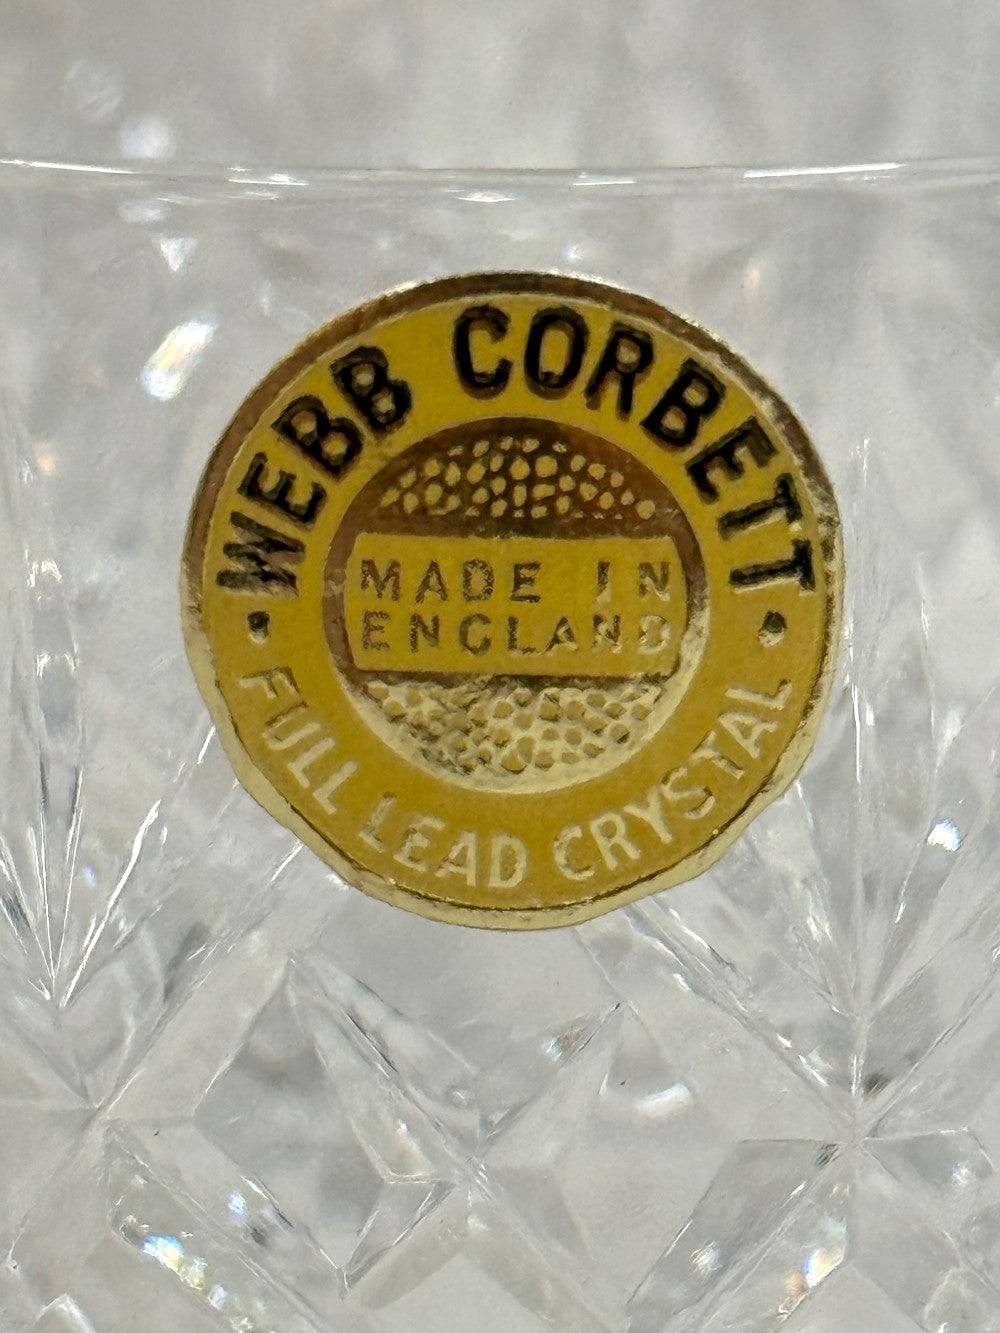 WEBB CORBETT
MADE IN
ENGLAND
FULL LEAD CRYSTAL